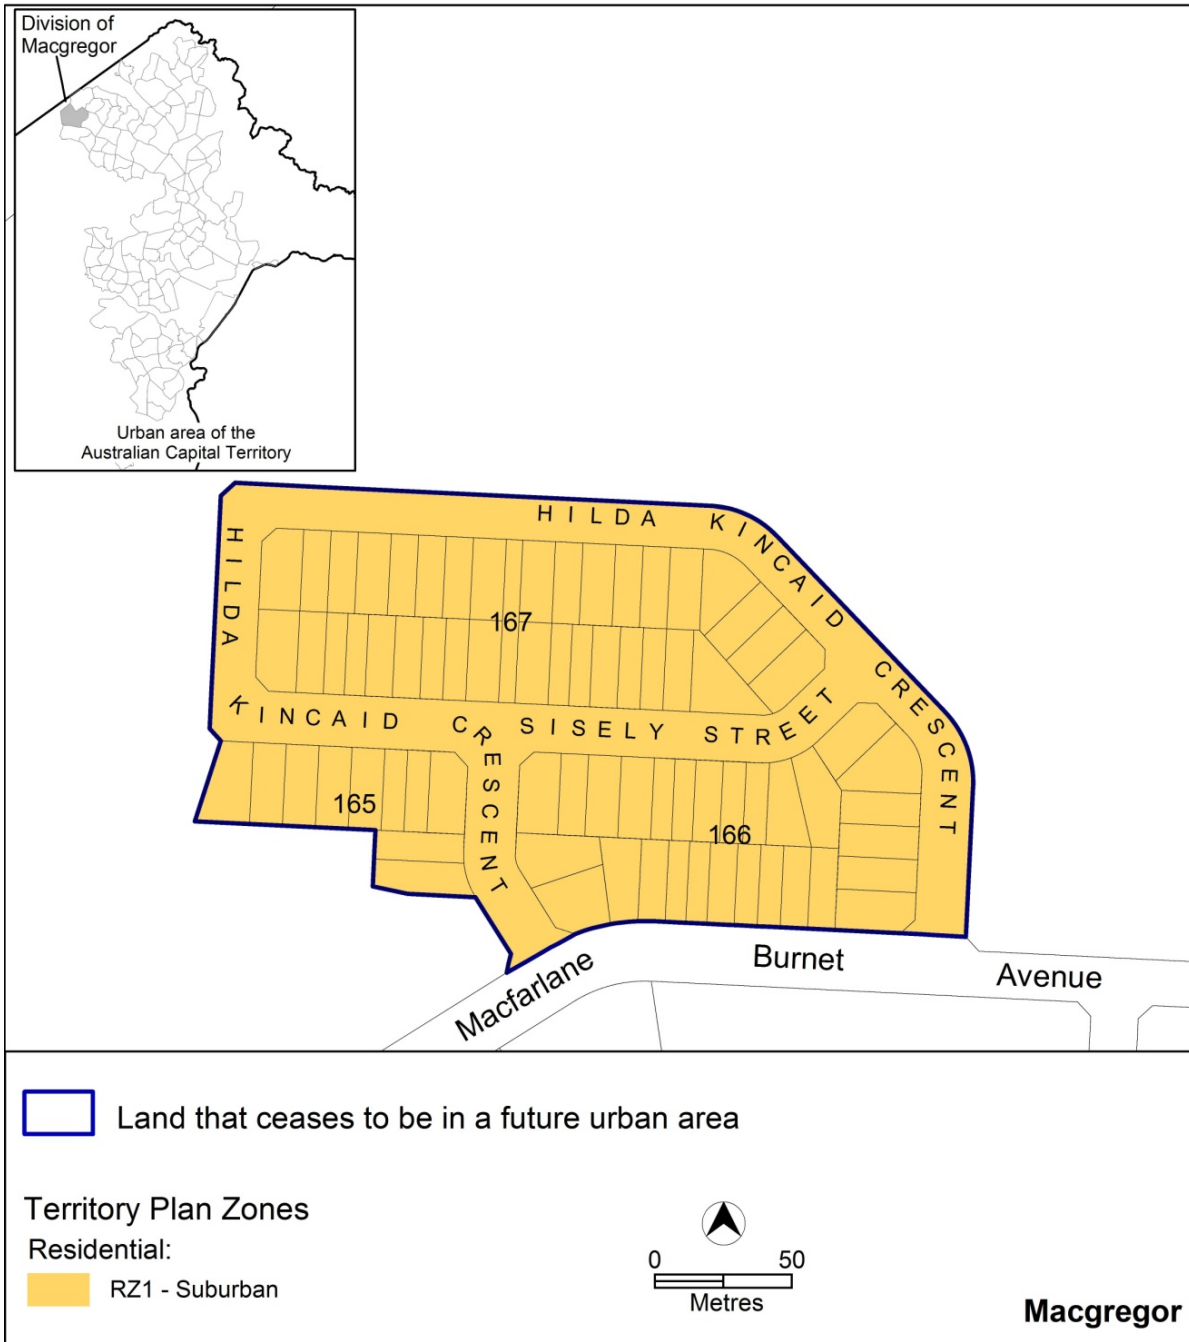 Division of
Macgregor
Urban area of the
Australian Capital Territory
HILDA KINCAID CRESCENT
HILDA KINCAID CRESCENT
167
SISELY STREET
165
166
Macfarlane Burnet Avenue
Land that ceases to be in a future urban area
Territory Plan Zones
Residential:
RZ1 - Suburban
0 50
Metres
Macgregor